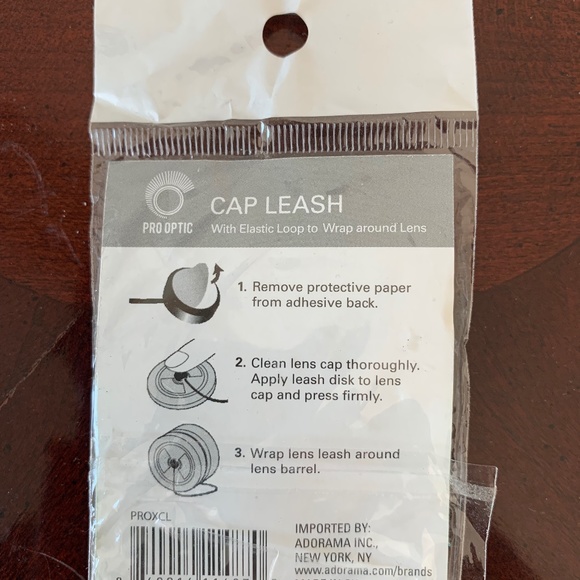 PRO OPTIC
CAP LEASH
With Elastic Loop to Wrap around Lens
1. Remove protective paper
from adhesive back.
2. Clean lens cap thoroughly.
Apply leash disk to lens
cap and press firmly.
3. Wrap lens leash around
lens barrel.
PROXCL
IMPORTED BY:
ADORAMA INC.,
NEW YORK, NY
www.adorama.com/brands